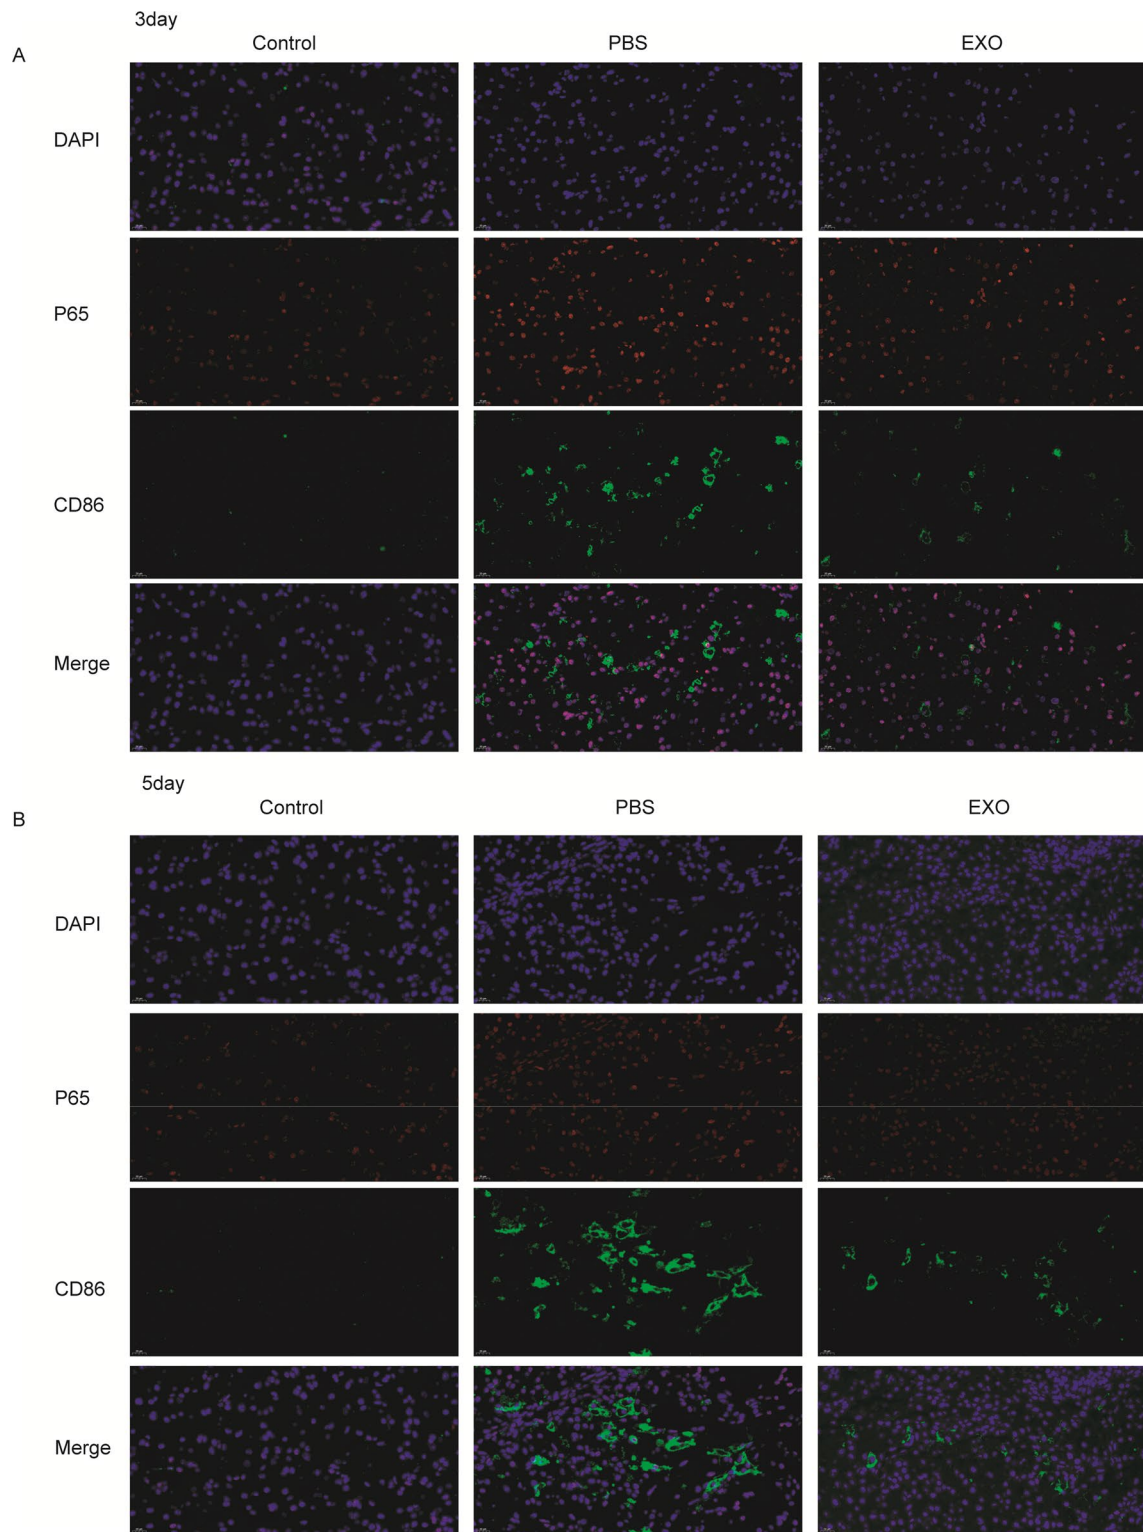 3day
Control PBS EXO
A
DAPI
P65
CD86
Merge
5day
Control PBS EXO
B
DAPI
P65
CD86
Merge